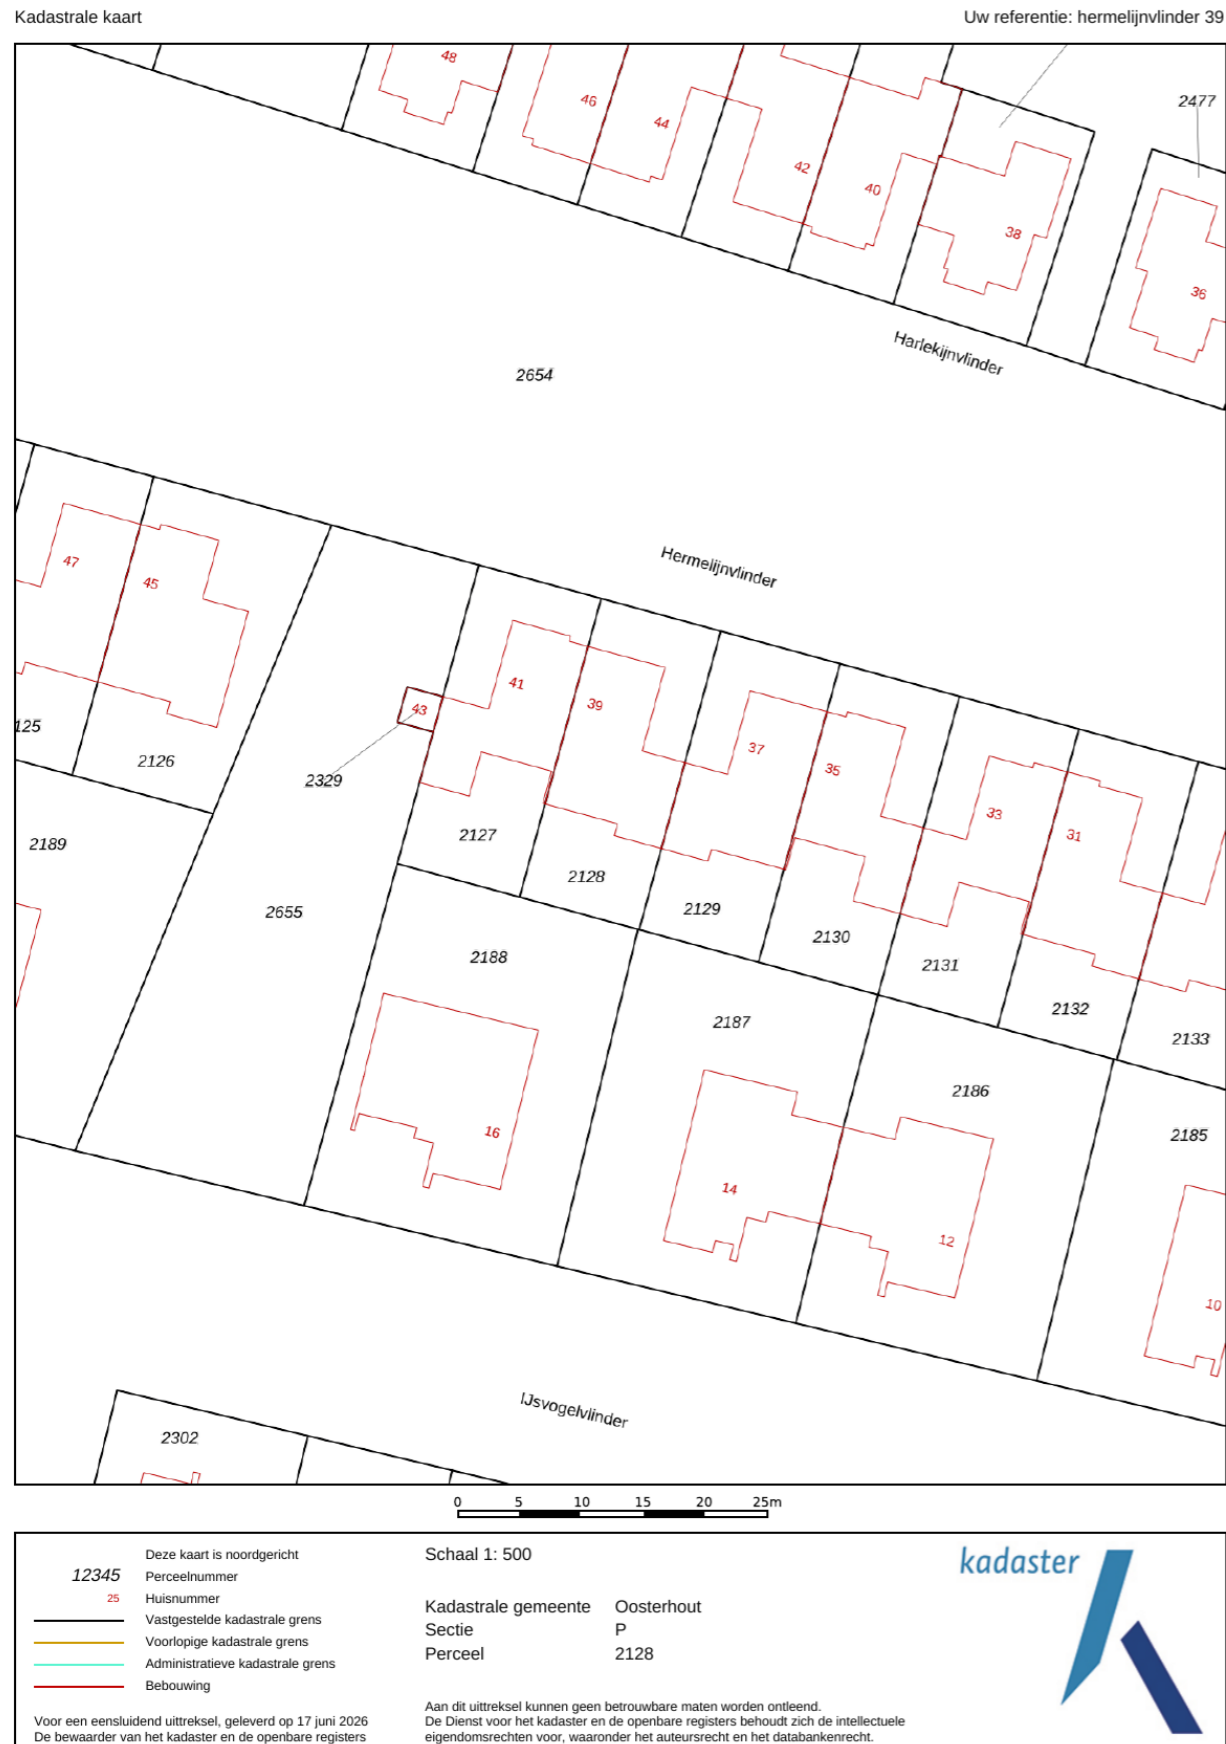 Kadastrale kaart
Uw referentie: hermelijnvlinder 39
48
46
44
42
40
38
36
2477
Harlekijnvlinder
2654
Hermelijnvlinder
47
45
43
41
39
37
35
33
31
125
2126
2329
2127
2128
2129
2130
2131
2132
2133
2189
2655
2188
2187
2186
2185
16
14
12
10
IJsvogelvlinder
2302
0 5 10 15 20 25m
Deze kaart is noordgericht
12345 Perceelnummer
25 Huisnummer
Vastgestelde kadastrale grens
Voorlopige kadastrale grens
Administratieve kadastrale grens
Bebouwing
Voor een eensluidend uittreksel, geleverd op 17 juni 2026
De bewaarder van het kadaster en de openbare registers
Schaal 1: 500
Kadastrale gemeente Oosterhout
Sectie P
Perceel 2128
Aan dit uittreksel kunnen geen betrouwbare maten worden ontleend.
De Dienst voor het kadaster en de openbare registers behoudt zich de intellectuele
eigendomsrechten voor, waaronder het auteursrecht en het databankenrecht.
kadaster